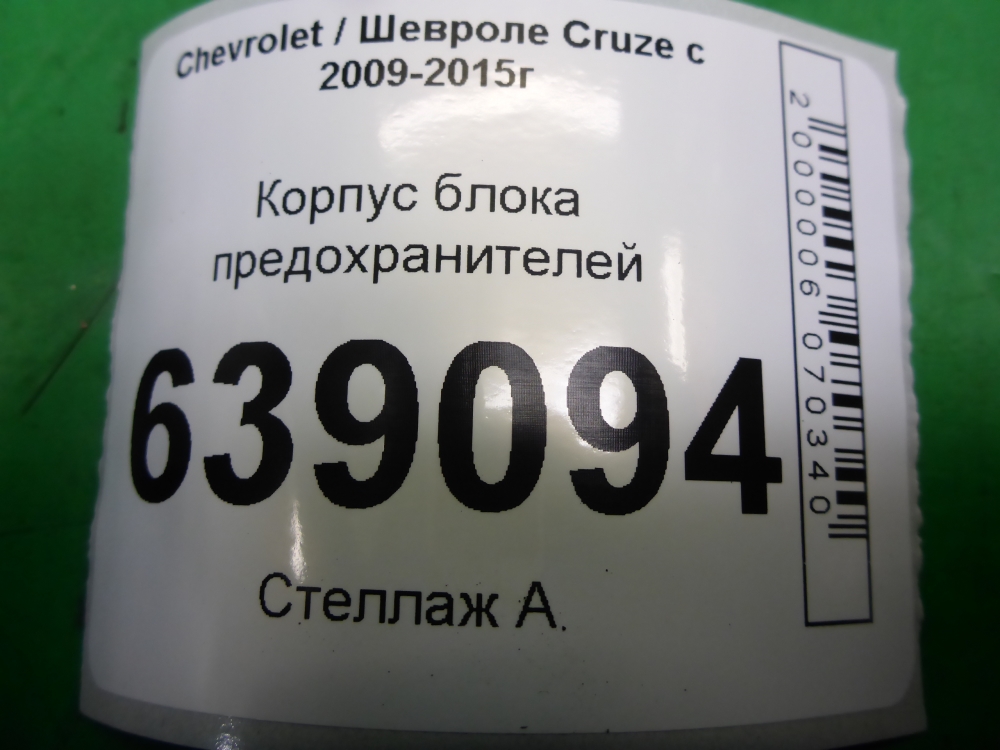 Chevrolet / Шевроле Cruze с
2009-2015г
Корпус блока
предохранителей
639094
Стеллаж А.
2000006070340